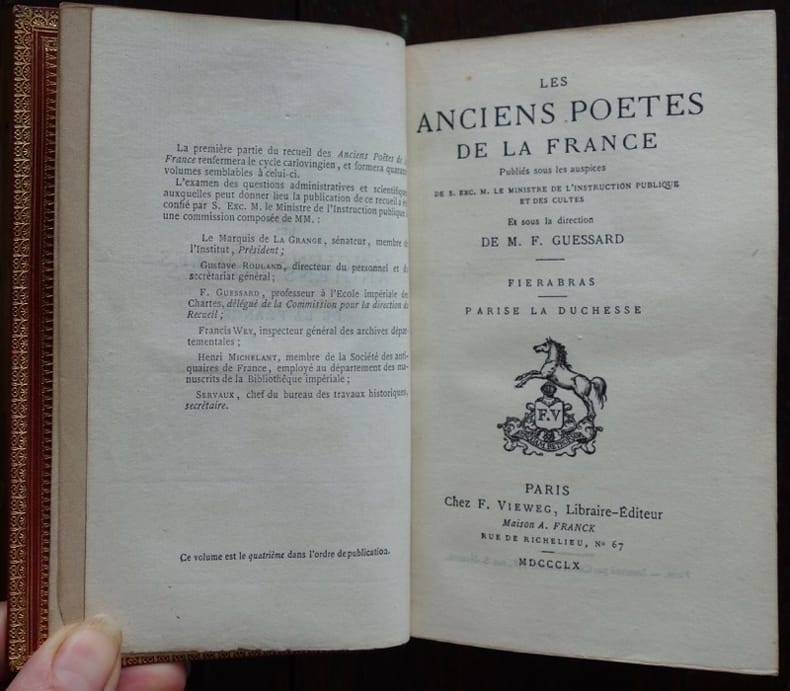 La première partie du recueil des Anciens Poëtes de la
France renfermera le cycle carlovingien, et formera quarante
volumes semblables à celui-ci.
L'examen des questions administratives et scientifiques
auxquelles peut donner lieu la publication de ce recueil a été
confié par S. Exc. M. le Ministre de l'Instruction publique à
une commission composée de MM. :
Le Marquis de LA GRANGE, sénateur, membre de
l'Institut, Président;
Gustave ROULAND, directeur du personnel et du
secrétariat général;
F. GUESSARD, professeur à l'Ecole impériale des
Chartes, délégué de la Commission pour la direction du
Recueil;
Francis WEY, inspecteur général des archives dépar-
tementales;
Henri MICHELANT, membre de la Société des anti-
quaires de France, employé au département des ma-
nuscrits de la Bibliothèque impériale;
SERVAUX, chef du bureau des travaux historiques,
secrétaire.
Ce volume est le quatrième dans l'ordre de publication.
LES
ANCIENS POETES
DE LA FRANCE
Publiés sous les auspices
DE S. EXC. M. LE MINISTRE DE L'INSTRUCTION PUBLIQUE
ET DES CULTES
Et sous la direction
DE M. F. GUESSARD
FIERABRAS
PARISE LA DUCHESSE
F.V
PARIS
Chez F. VIEWEG, Libraire-Éditeur
Maison A. FRANCK
RUE DE RICHELIEU, No 67
MDCCCLX